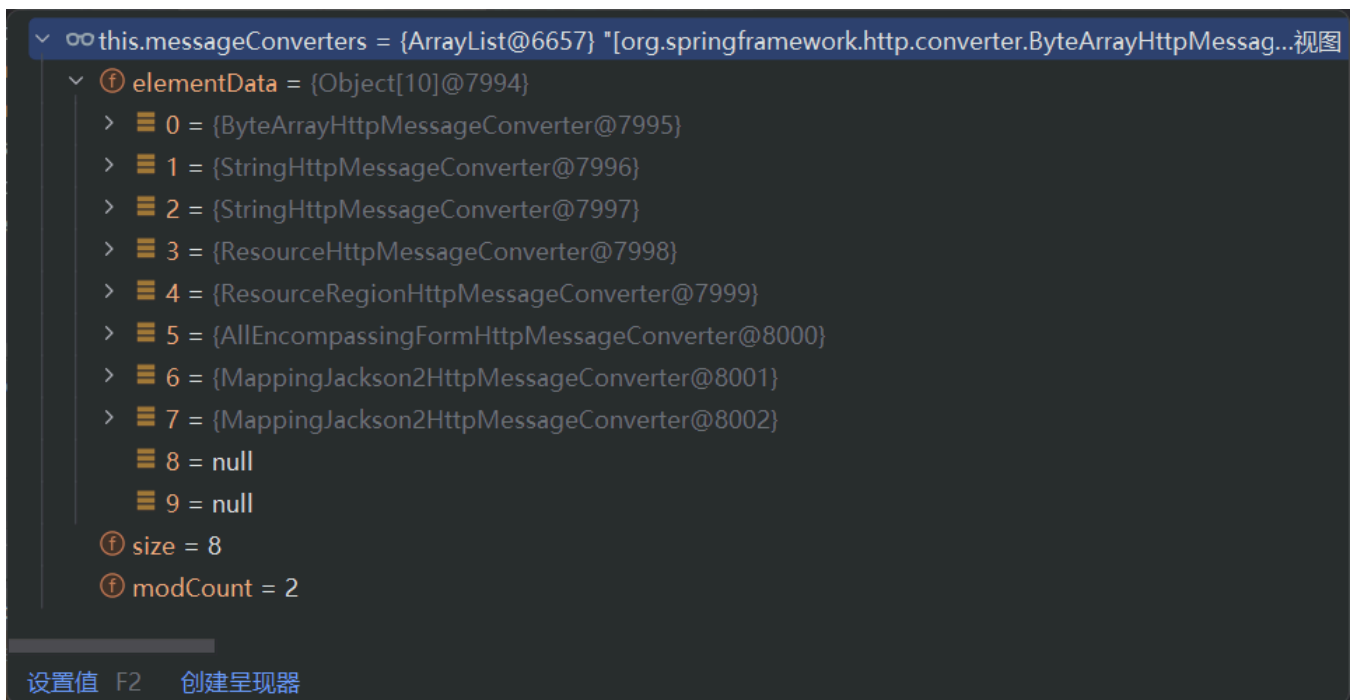 this.messageConverters = {ArrayList@6657} "[org.springframework.http.converter.ByteArrayHttpMessag...视图
elementData = {Object[10]@7994}
0 = {ByteArrayHttpMessageConverter@7995}
1 = {StringHttpMessageConverter@7996}
2 = {StringHttpMessageConverter@7997}
3 = {ResourceHttpMessageConverter@7998}
4 = {ResourceRegionHttpMessageConverter@7999}
5 = {AllEncompassingFormHttpMessageConverter@8000}
6 = {MappingJackson2HttpMessageConverter@8001}
7 = {MappingJackson2HttpMessageConverter@8002}
8 = null
9 = null
size = 8
modCount = 2
设置值 F2 创建呈现器